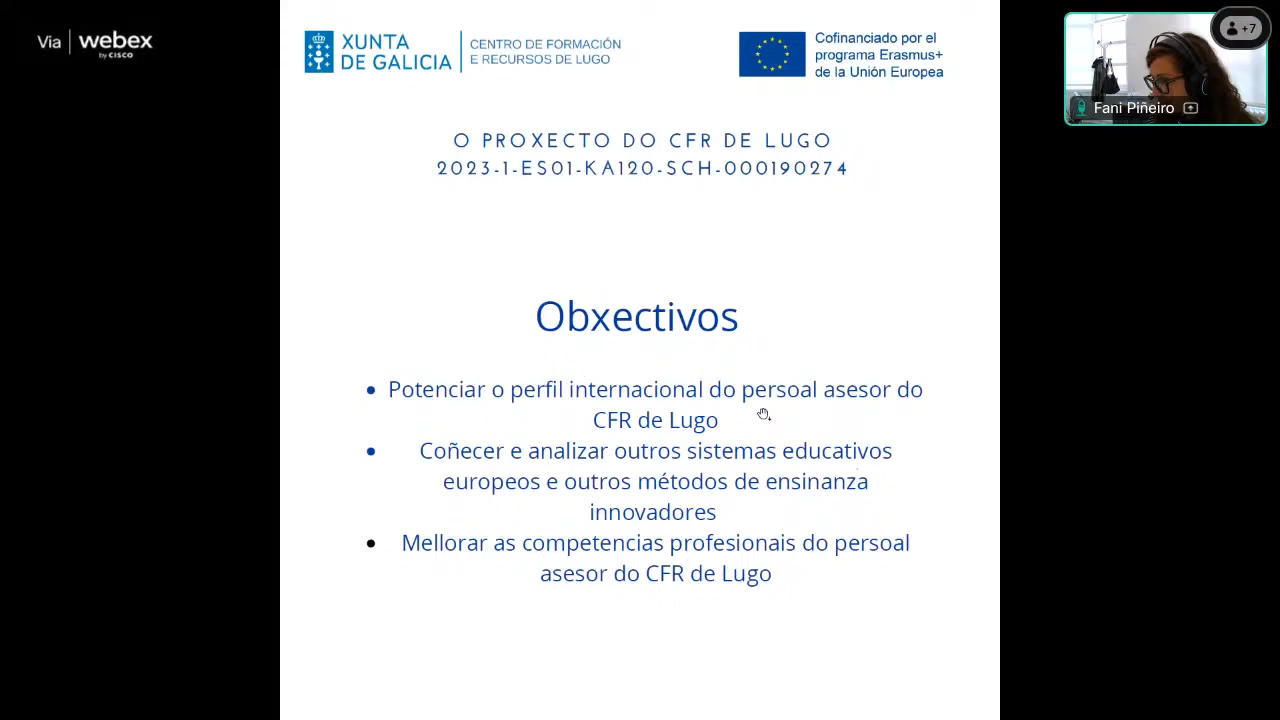 Via webex
by CISCO
XUNTA
DE GALICIA
CENTRO DE FORMACIÓN
E RECURSOS DE LUGO
Cofinanciado por el
programa Erasmus+
de la Unión Europea
+7
Fani Piñeiro
O PROXECTO DO CFR DE LUGO
2023-1-ES01-KA120-SCH-000190274
Obxectivos
• Potenciar o perfil internacional do persoal asesor do
CFR de Lugo
• Coñecer e analizar outros sistemas educativos
europeos e outros métodos de ensinanza
innovadores
• Mellorar as competencias profesionais do persoal
asesor do CFR de Lugo